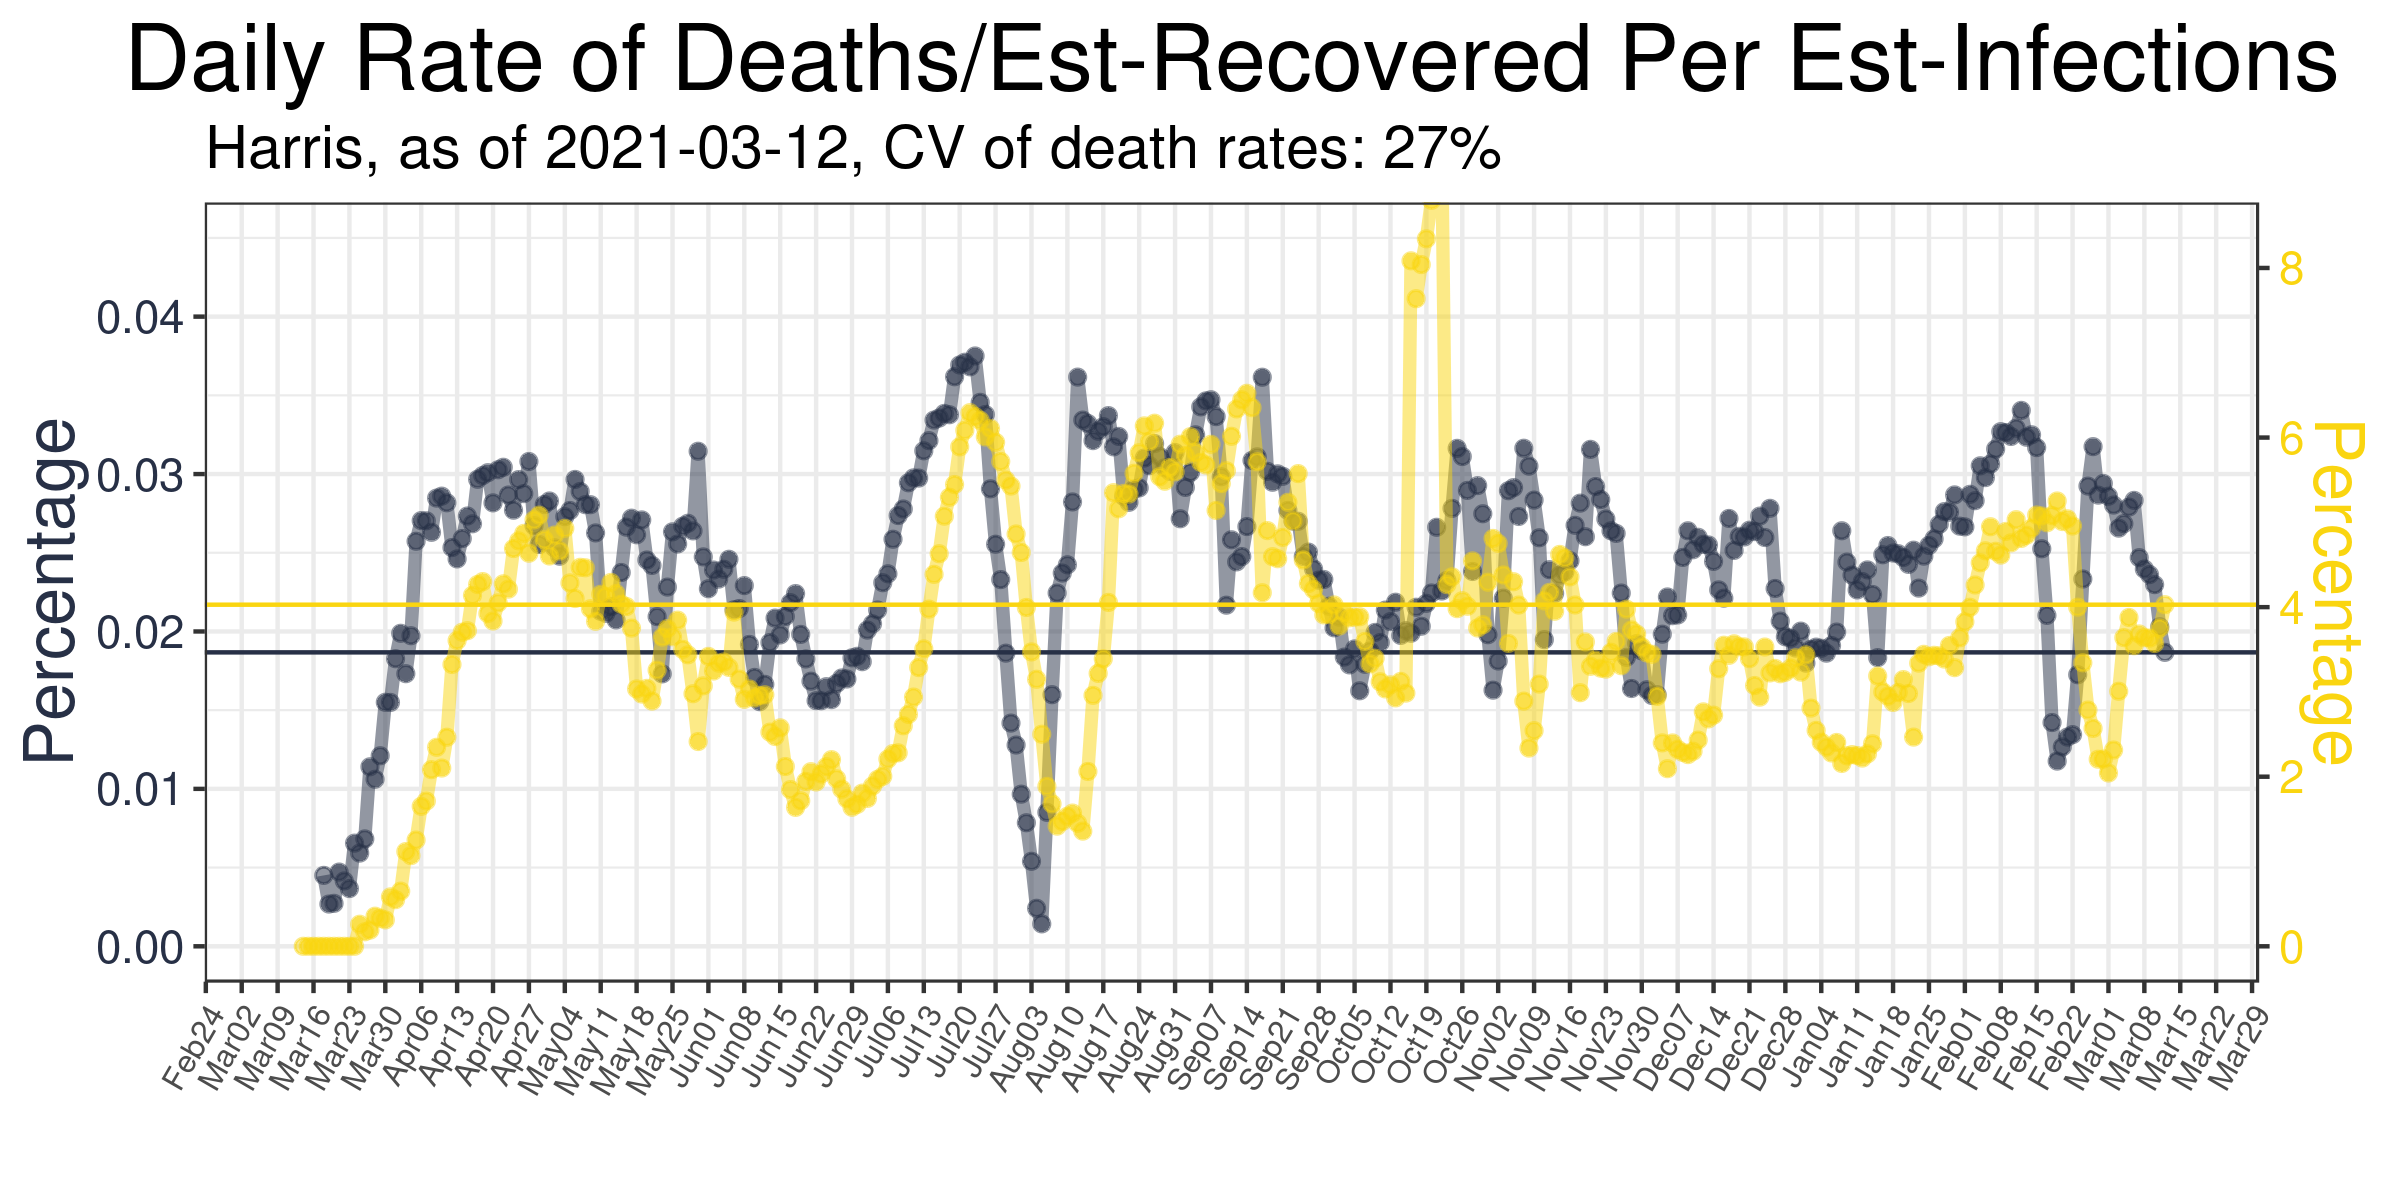 Daily Rate of Deaths/Est-Recovered Per Est-Infections
Harris, as of 2021-03-12, CV of death rates: 27%
Percentage
0.04
0.03
0.02
0.01
0.00
8
6
4
2
0
Percentage
Feb24 Mar02 Mar09 Mar16 Mar23 Mar30 Apr06 Apr13 Apr20 Apr27 May04 May11 May18 May25 Jun01 Jun08 Jun15 Jun22 Jun29 Jul06 Jul13 Jul20 Jul27 Aug03 Aug10 Aug17 Aug24 Aug31 Sep07 Sep14 Sep21 Sep28 Oct05 Oct12 Oct19 Oct26 Nov02 Nov09 Nov16 Nov23 Nov30 Dec07 Dec14 Dec21 Dec28 Jan04 Jan11 Jan18 Jan25 Feb01 Feb08 Feb15 Feb22 Mar01 Mar08 Mar15 Mar22 Mar29